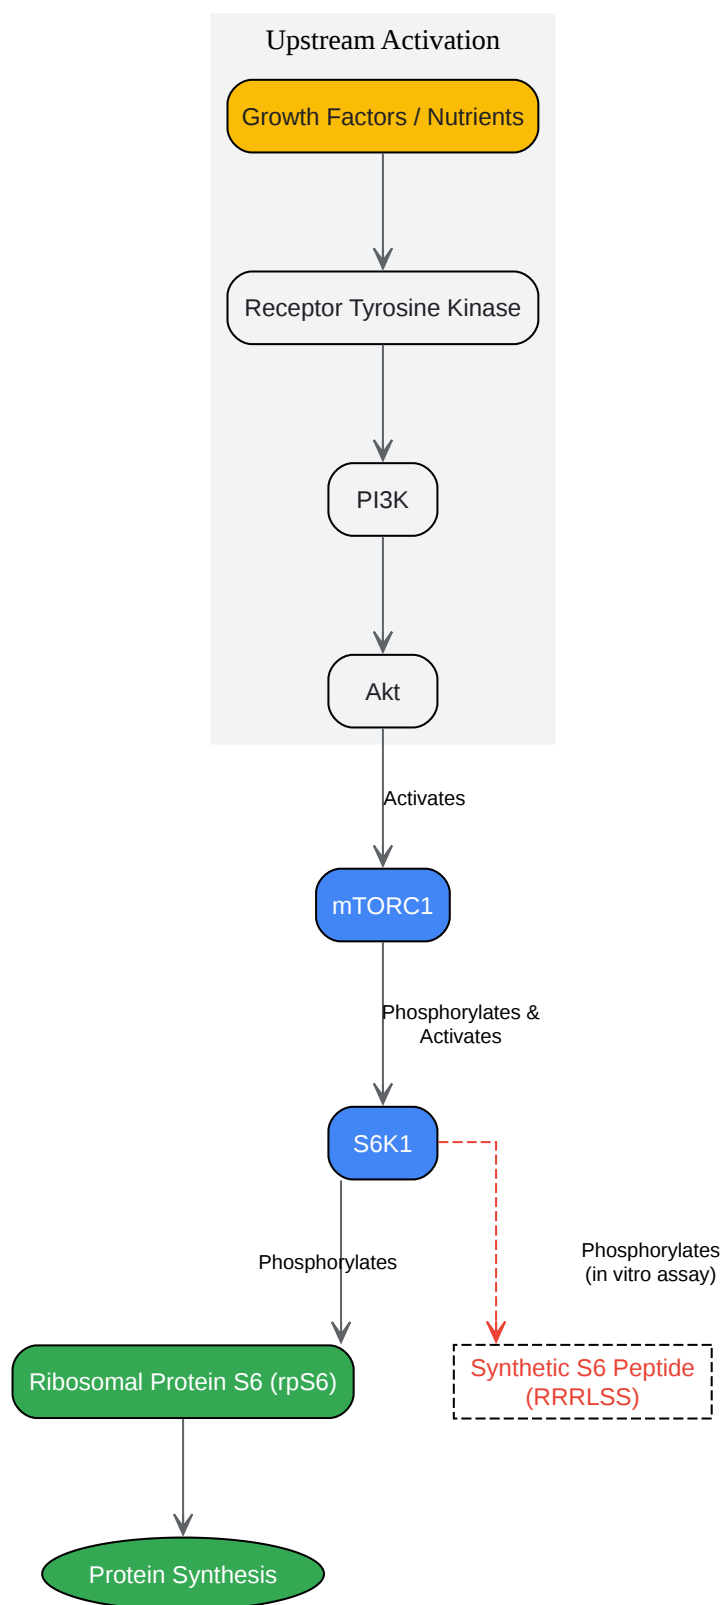 Upstream Activation
Growth Factors / Nutrients
Receptor Tyrosine Kinase
PI3K
Akt
Activates
mTORC1
Phosphorylates &
Activates
S6K1
Phosphorylates
Phosphorylates
(in vitro assay)
Ribosomal Protein S6 (rpS6)
Synthetic S6 Peptide
(RRRLSS)
Protein Synthesis